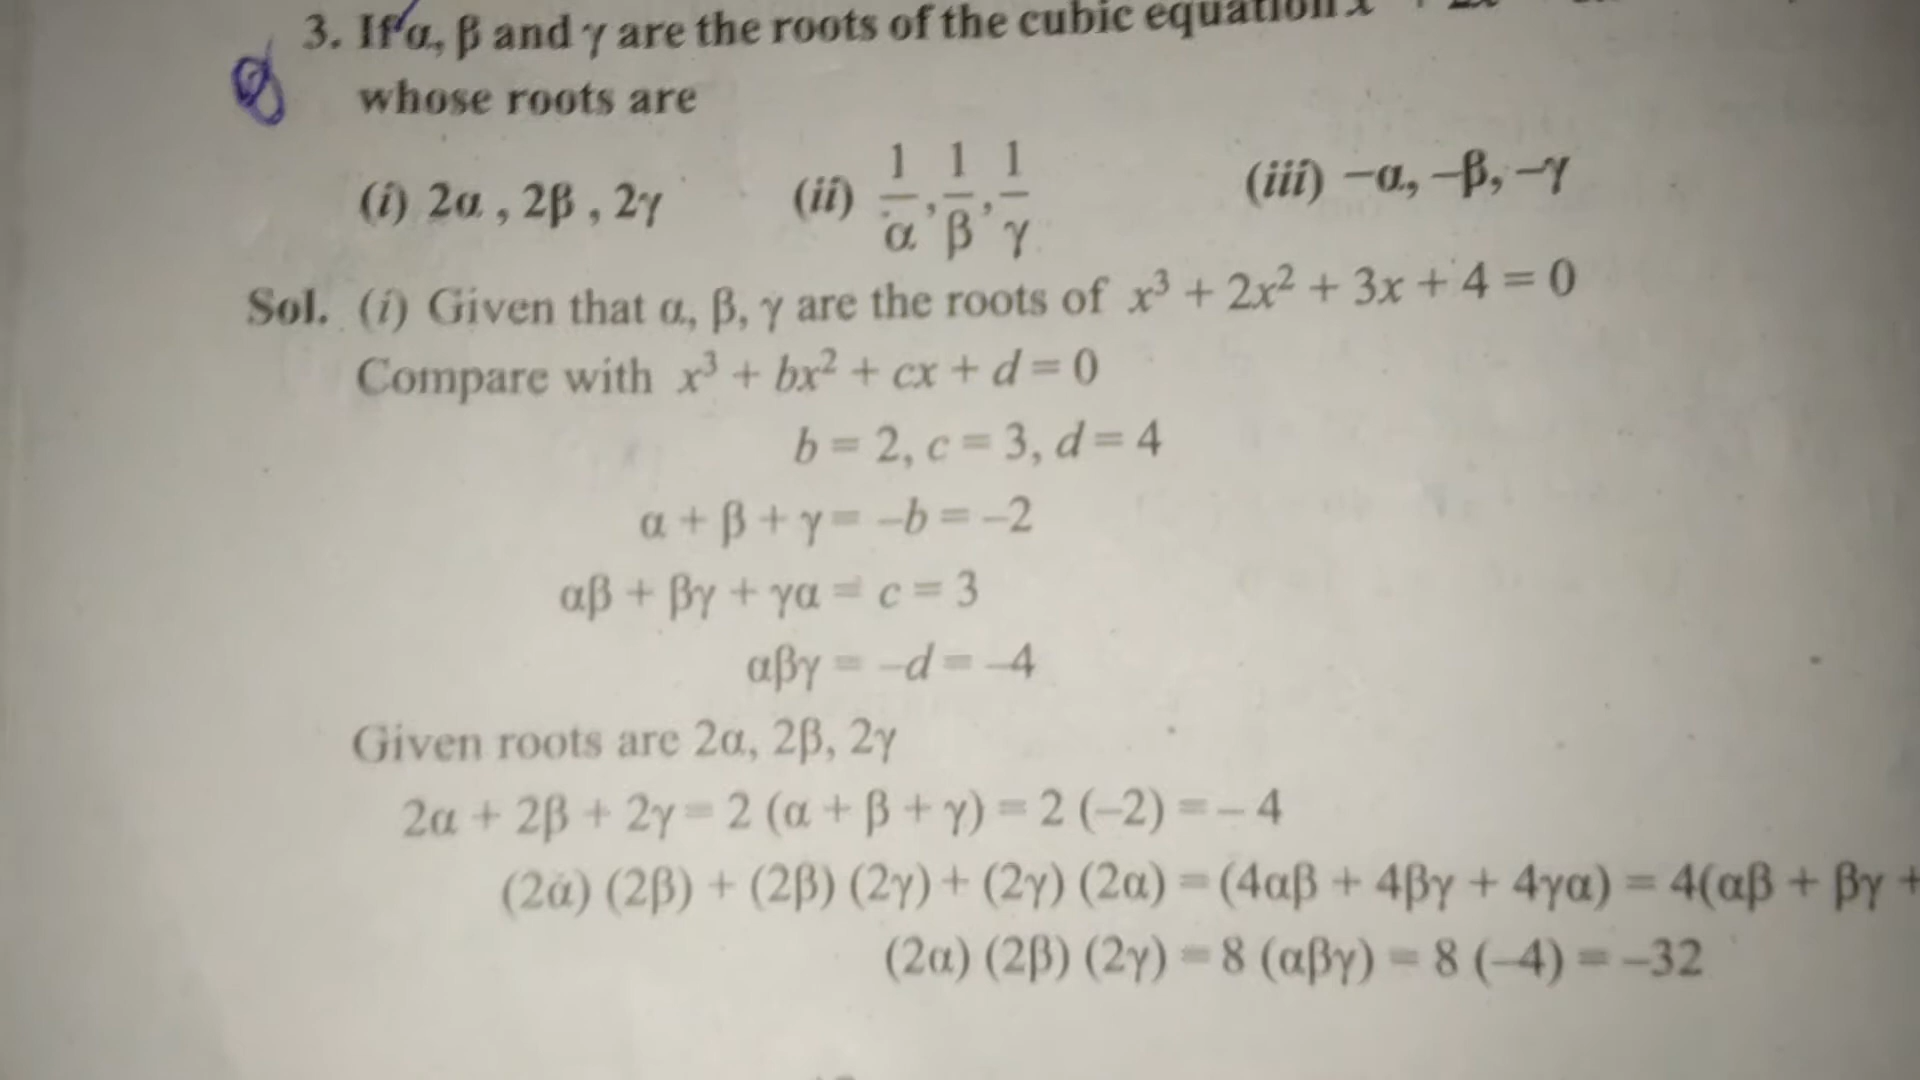 3. If α, β and γ are the roots of the cubic equation x
whose roots are
(i) 2α , 2β , 2γ (ii) 1/α, 1/β, 1/γ (iii) –α, –β, –γ
Sol. (i) Given that α, β, γ are the roots of x³ + 2x² + 3x + 4 = 0
Compare with x³ + bx² + cx + d = 0
b = 2, c = 3, d = 4
α + β + γ = –b = –2
αβ + βγ + γα = c = 3
αβγ = –d = –4
Given roots are 2α, 2β, 2γ
2α + 2β + 2γ = 2 (α + β + γ) = 2 (–2) = – 4
(2α) (2β) + (2β) (2γ) + (2γ) (2α) = (4αβ + 4βγ + 4γα) = 4(αβ + βγ +
(2α) (2β) (2γ) = 8 (αβγ) = 8 (–4) = –32